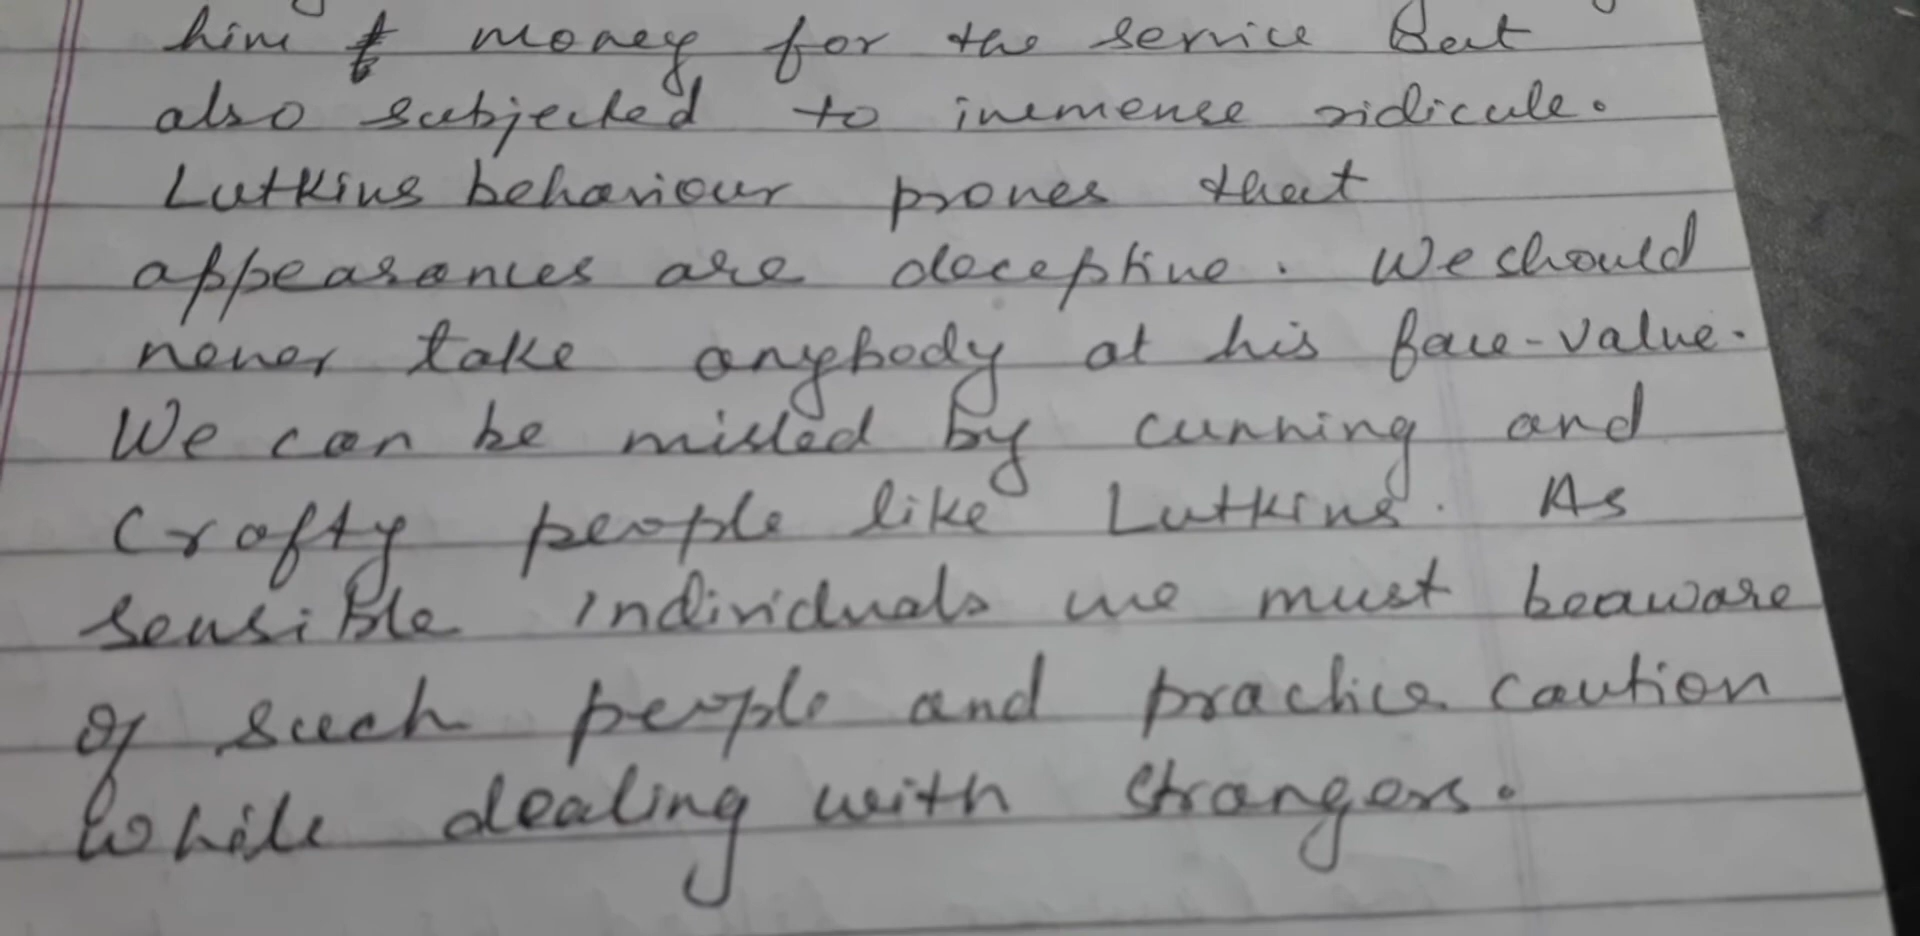 him money for the service But
also subjected to immense ridicule.
Lutkins behaviour proves that
appearances are deceptive. We should
never take anybody at his face-value.
We can be misled by cunning and
Crafty people like Lutkins. As
sensible individuals we must beaware
of such people and practice caution
While dealing with strangers.